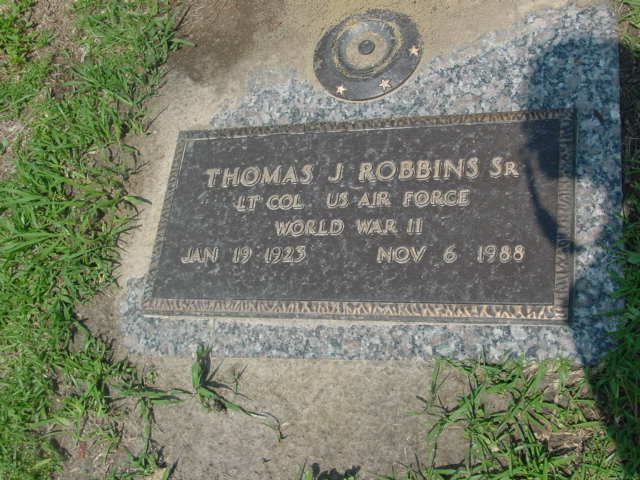 THOMAS J ROBBINS SR
LT COL US AIR FORCE
WORLD WAR II
JAN 19 1923 NOV 6 1988